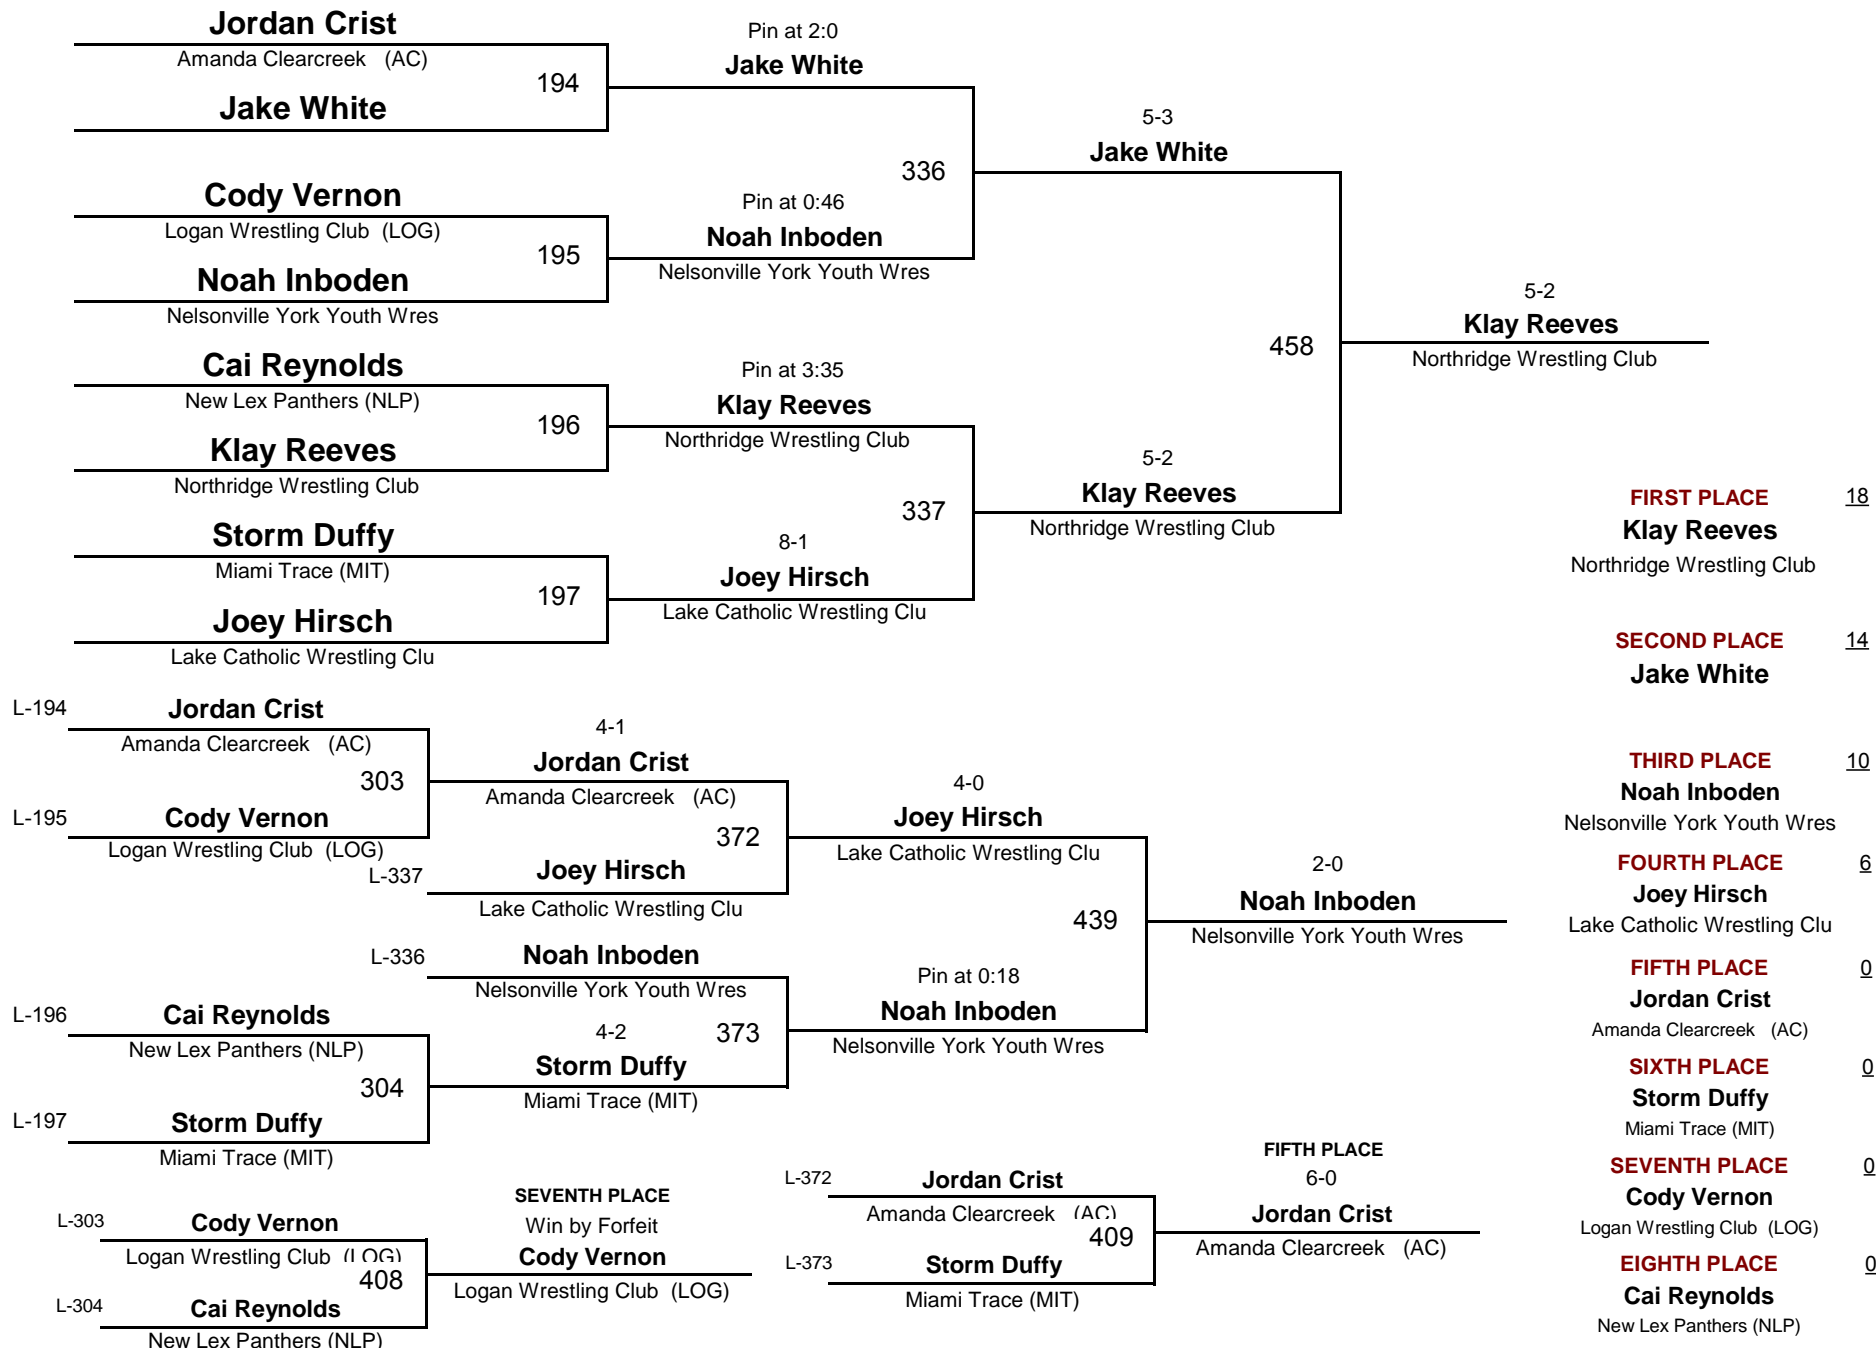 Jordan Crist
Amanda Clearcreek (AC)
194
Jake White
Pin at 2:0
Jake White
Cody Vernon
Logan Wrestling Club (LOG)
195
Noah Inboden
Nelsonville York Youth Wres
336
Pin at 0:46
Noah Inboden
Nelsonville York Youth Wres
5-3
Jake White
Cai Reynolds
New Lex Panthers (NLP)
196
Klay Reeves
Northridge Wrestling Club
Pin at 3:35
Klay Reeves
Northridge Wrestling Club
458
5-2
Klay Reeves
Northridge Wrestling Club
Storm Duffy
Miami Trace (MIT)
197
Joey Hirsch
Lake Catholic Wrestling Clu
337
8-1
Joey Hirsch
Lake Catholic Wrestling Clu
5-2
Klay Reeves
Northridge Wrestling Club
L-194
Jordan Crist
Amanda Clearcreek (AC)
303
L-195
Cody Vernon
Logan Wrestling Club (LOG)
4-1
Jordan Crist
Amanda Clearcreek (AC)
372
L-337
Joey Hirsch
Lake Catholic Wrestling Clu
4-0
Joey Hirsch
Lake Catholic Wrestling Clu
439
2-0
Noah Inboden
Nelsonville York Youth Wres
L-336
Noah Inboden
Nelsonville York Youth Wres
373
L-196
Cai Reynolds
New Lex Panthers (NLP)
304
L-197
Storm Duffy
Miami Trace (MIT)
4-2
Storm Duffy
Miami Trace (MIT)
Pin at 0:18
Noah Inboden
Nelsonville York Youth Wres
L-303
Cody Vernon
Logan Wrestling Club (LOG)
408
L-304
Cai Reynolds
New Lex Panthers (NLP)
SEVENTH PLACE
Win by Forfeit
Cody Vernon
Logan Wrestling Club (LOG)
L-372
Jordan Crist
Amanda Clearcreek (AC)
409
L-373
Storm Duffy
Miami Trace (MIT)
FIFTH PLACE
6-0
Jordan Crist
Amanda Clearcreek (AC)
FIRST PLACE 18
Klay Reeves
Northridge Wrestling Club
SECOND PLACE 14
Jake White
THIRD PLACE 10
Noah Inboden
Nelsonville York Youth Wres
FOURTH PLACE 6
Joey Hirsch
Lake Catholic Wrestling Clu
FIFTH PLACE 0
Jordan Crist
Amanda Clearcreek (AC)
SIXTH PLACE 0
Storm Duffy
Miami Trace (MIT)
SEVENTH PLACE 0
Cody Vernon
Logan Wrestling Club (LOG)
EIGHTH PLACE 0
Cai Reynolds
New Lex Panthers (NLP)